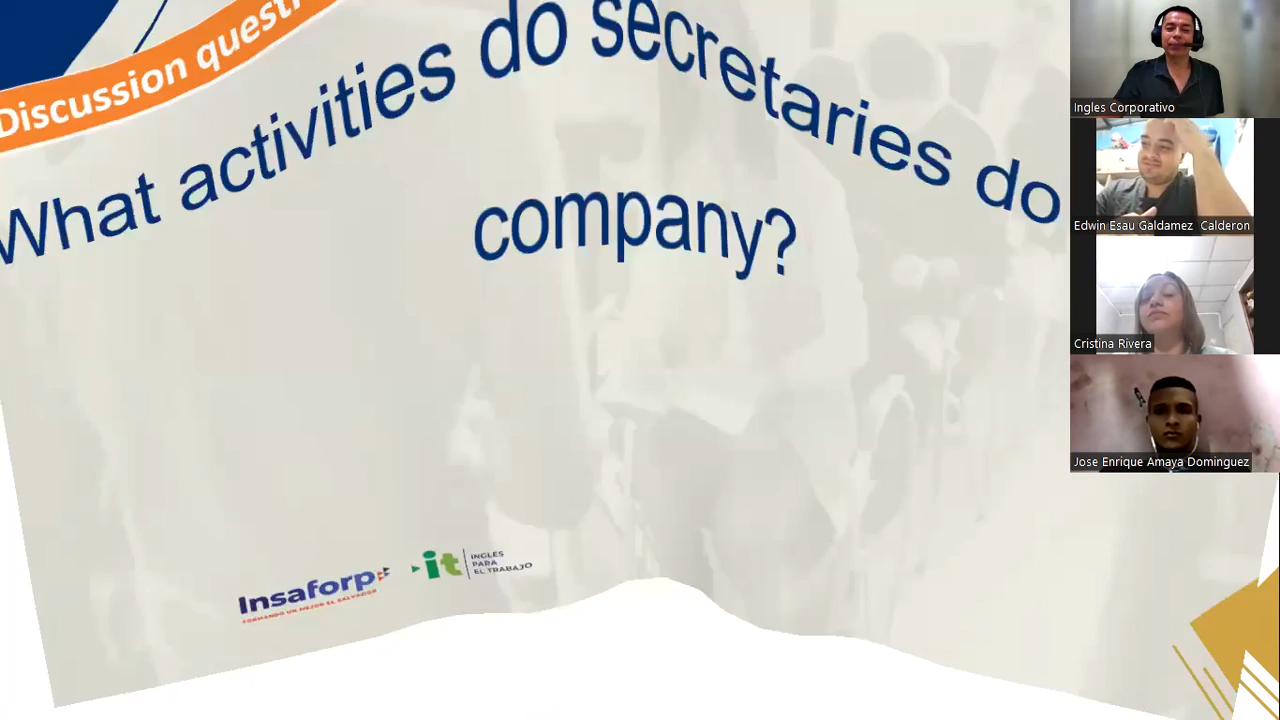 Discussion questi
What activities do secretaries do
company?
Insaforp
FORMANDO UN MEJOR EL SALVADOR
it
INGLES
PARA
EL TRABAJO
Ingles Corporativo
Edwin Esau Galdamez Calderon
Cristina Rivera
Jose Enrique Amaya Dominguez